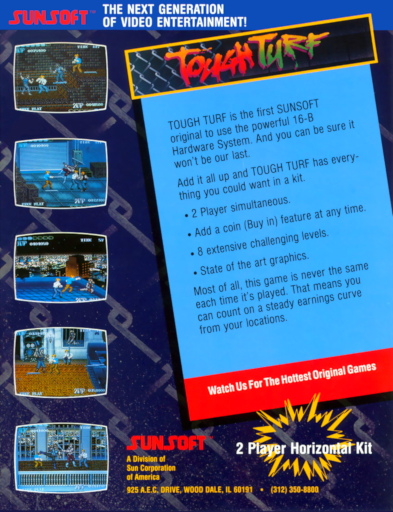 SUNSOFT™ THE NEXT GENERATION
OF VIDEO ENTERTAINMENT!
TOUGH TURF
TOUGH TURF is the first SUNSOFT
original to use the powerful 16-B
Hardware System. And you can be sure it
won't be our last.
Add it all up and TOUGH TURF has every-
thing you could want in a kit.
• 2 Player simultaneous.
• Add a coin (Buy in) feature at any time.
• 8 extensive challenging levels.
• State of the art graphics.
Most of all, this game is never the same
each time it's played. That means you
can count on a steady earnings curve
from your locations.
Watch Us For The Hottest Original Games
SUNSOFT™
A Division of
Sun Corporation
of America
2 Player Horizontal Kit
925 A.E.C. DRIVE, WOOD DALE, IL 60191 • (312) 350-8800